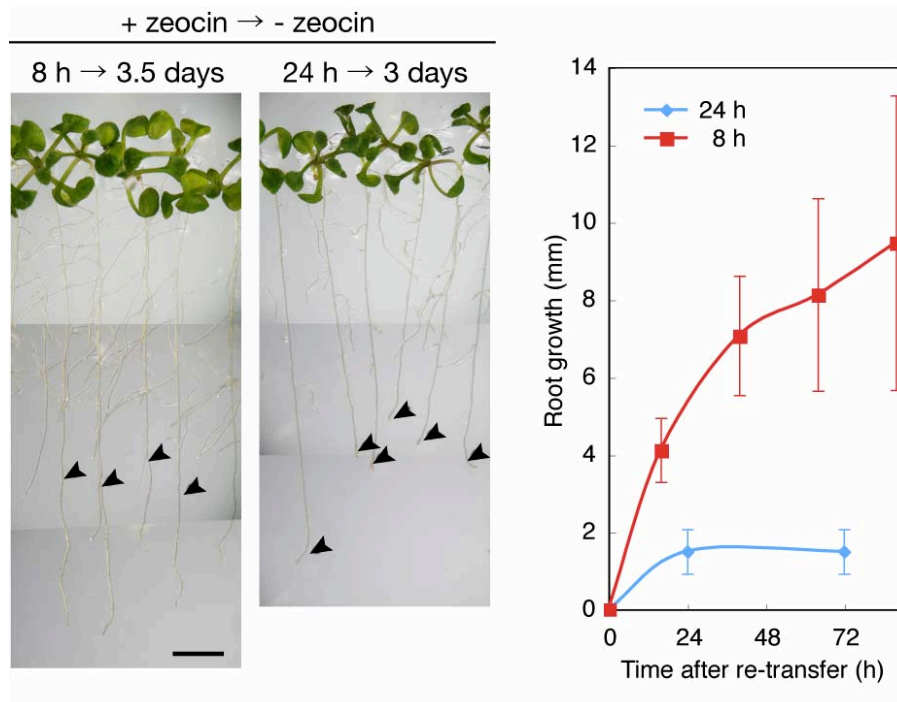 + zeocin → - zeocin
8 h → 3.5 days
24 h → 3 days
14
12
10
8
6
4
2
0
Root growth (mm)
24 h
8 h
0
24
48
72
Time after re-transfer (h)